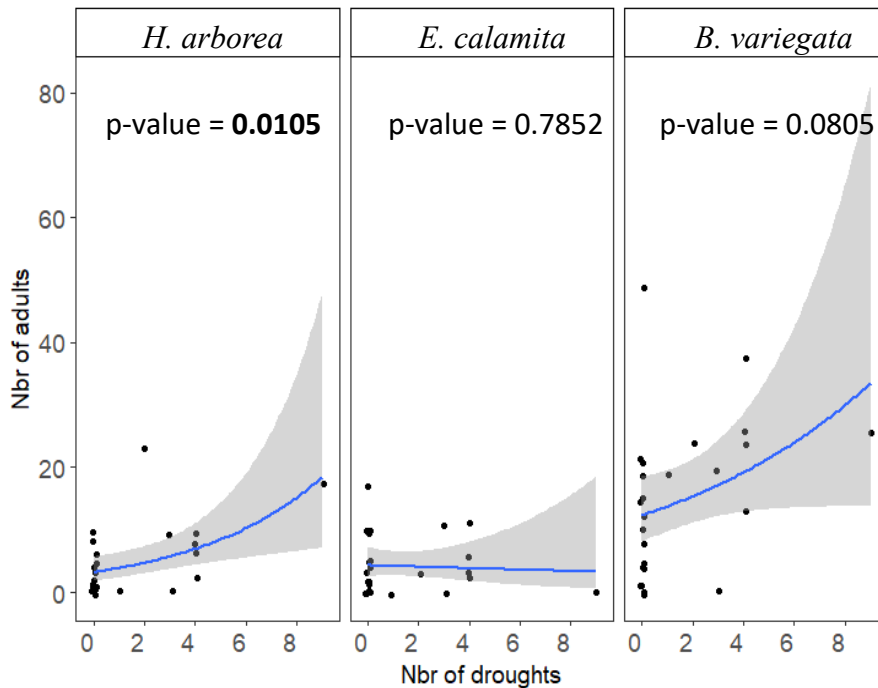 H. arborea E. calamita B. variegata
p-value = 0.0105 p-value = 0.7852 p-value = 0.0805
80
60
40
20
0
Nbr of adults
0 2 4 6 8 0 2 4 6 8 0 2 4 6 8
Nbr of droughts